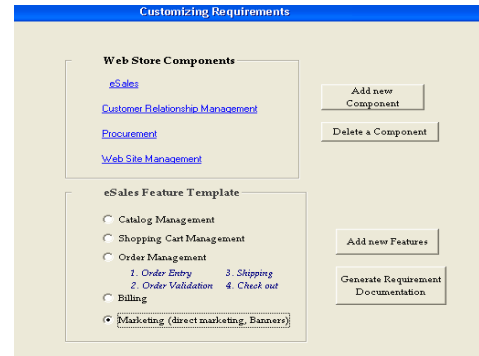 Customizing Requirements
Web Store Components
eSales
Customer Relationship Management
Procurement
Web Site Management
Add new
Component
Delete a Component
eSales Feature Template
Catalog Management
Shopping Cart Management
Order Management
1. Order Entry 3. Shipping
2. Order Validation 4. Check out
Billing
Marketing (direct marketing, Banners)
Add new Features
Generate Requirement
Documentation